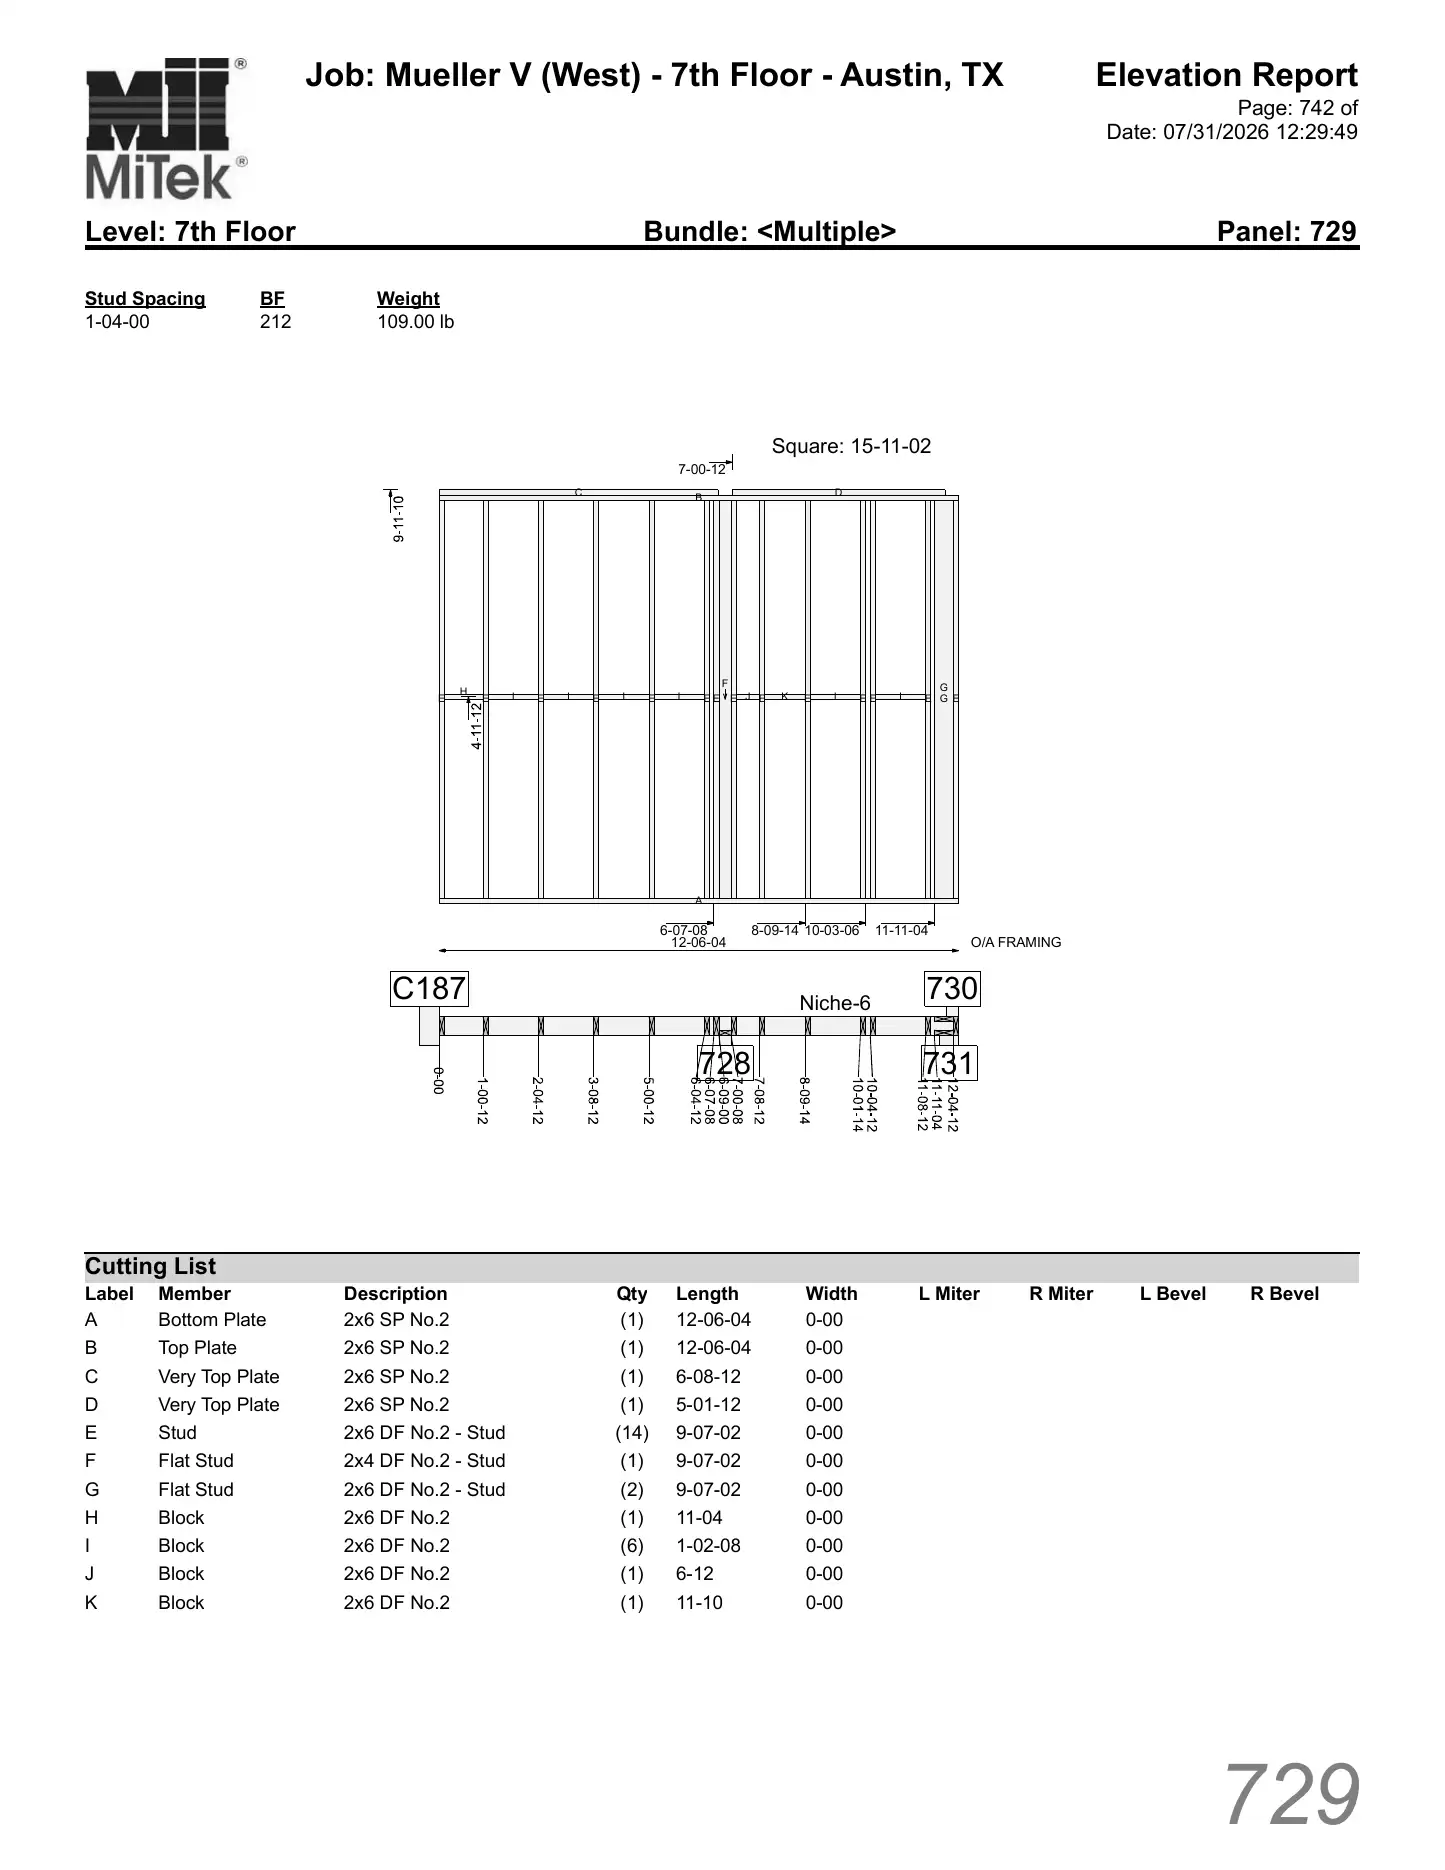 Job: Mueller V (West) - 7th Floor - Austin, TX
Elevation Report
Page: 742 of
Date: 07/31/2026 12:29:49
MiTek®
Level: 7th Floor Bundle: <Multiple> Panel: 729
Stud Spacing BF Weight
1-04-00 212 109.00 lb
Square: 15-11-02
7-00-12
C B D
9-11-10
H I I I I F J K I I G
G
4-11-12
A
6-07-08 8-09-14 10-03-06 11-11-04
12-06-04 O/A FRAMING
C187 730
Niche-6
728 731
0-00 1-00-12 2-04-12 3-08-12 5-00-12 6-04-12 6-07-08 6-09-00 7-00-08 7-08-12 8-09-14 10-01-14 10-04-12 11-08-12 11-11-04 12-04-12
Cutting List
Label Member Description Qty Length Width L Miter R Miter L Bevel R Bevel
A Bottom Plate 2x6 SP No.2 (1) 12-06-04 0-00
B Top Plate 2x6 SP No.2 (1) 12-06-04 0-00
C Very Top Plate 2x6 SP No.2 (1) 6-08-12 0-00
D Very Top Plate 2x6 SP No.2 (1) 5-01-12 0-00
E Stud 2x6 DF No.2 - Stud (14) 9-07-02 0-00
F Flat Stud 2x4 DF No.2 - Stud (1) 9-07-02 0-00
G Flat Stud 2x6 DF No.2 - Stud (2) 9-07-02 0-00
H Block 2x6 DF No.2 (1) 11-04 0-00
I Block 2x6 DF No.2 (6) 1-02-08 0-00
J Block 2x6 DF No.2 (1) 6-12 0-00
K Block 2x6 DF No.2 (1) 11-10 0-00
729